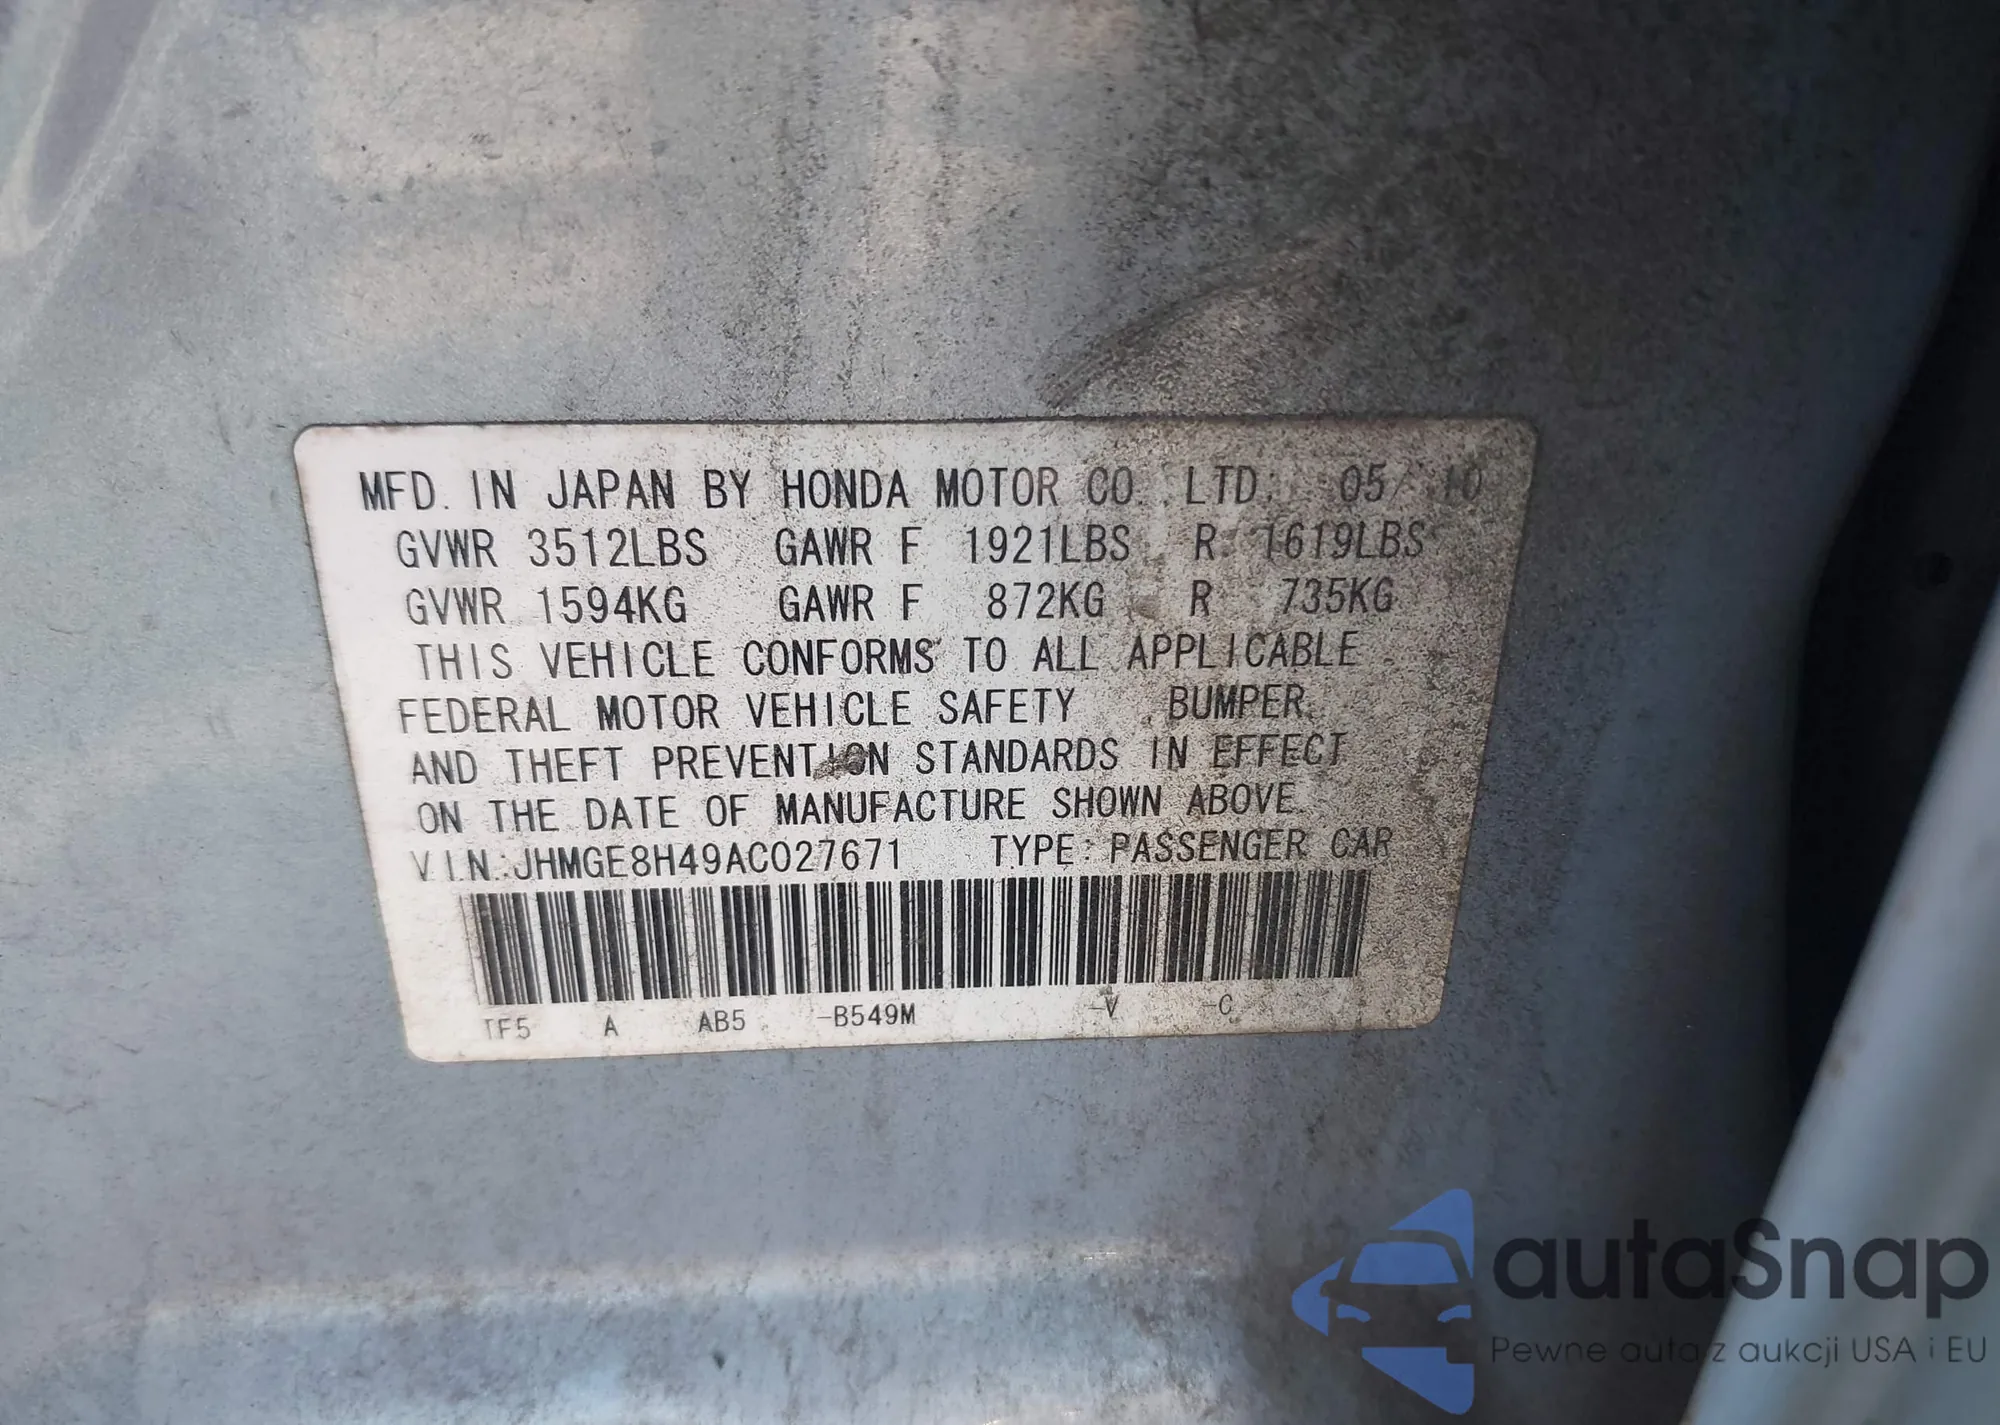 MFD. IN JAPAN BY HONDA MOTOR CO., LTD. 05/10
GVWR 3512LBS GAWR F 1921LBS R 1619LBS
GVWR 1594KG GAWR F 872KG R 735KG
THIS VEHICLE CONFORMS TO ALL APPLICABLE
FEDERAL MOTOR VEHICLE SAFETY, BUMPER,
AND THEFT PREVENTION STANDARDS IN EFFECT
ON THE DATE OF MANUFACTURE SHOWN ABOVE.
V.I.N.:JHMGE8H49AC027671 TYPE:PASSENGER CAR
TF5 A AB5 -B549M -V -C
autaSnap
Pewne auta z aukcji USA i EU